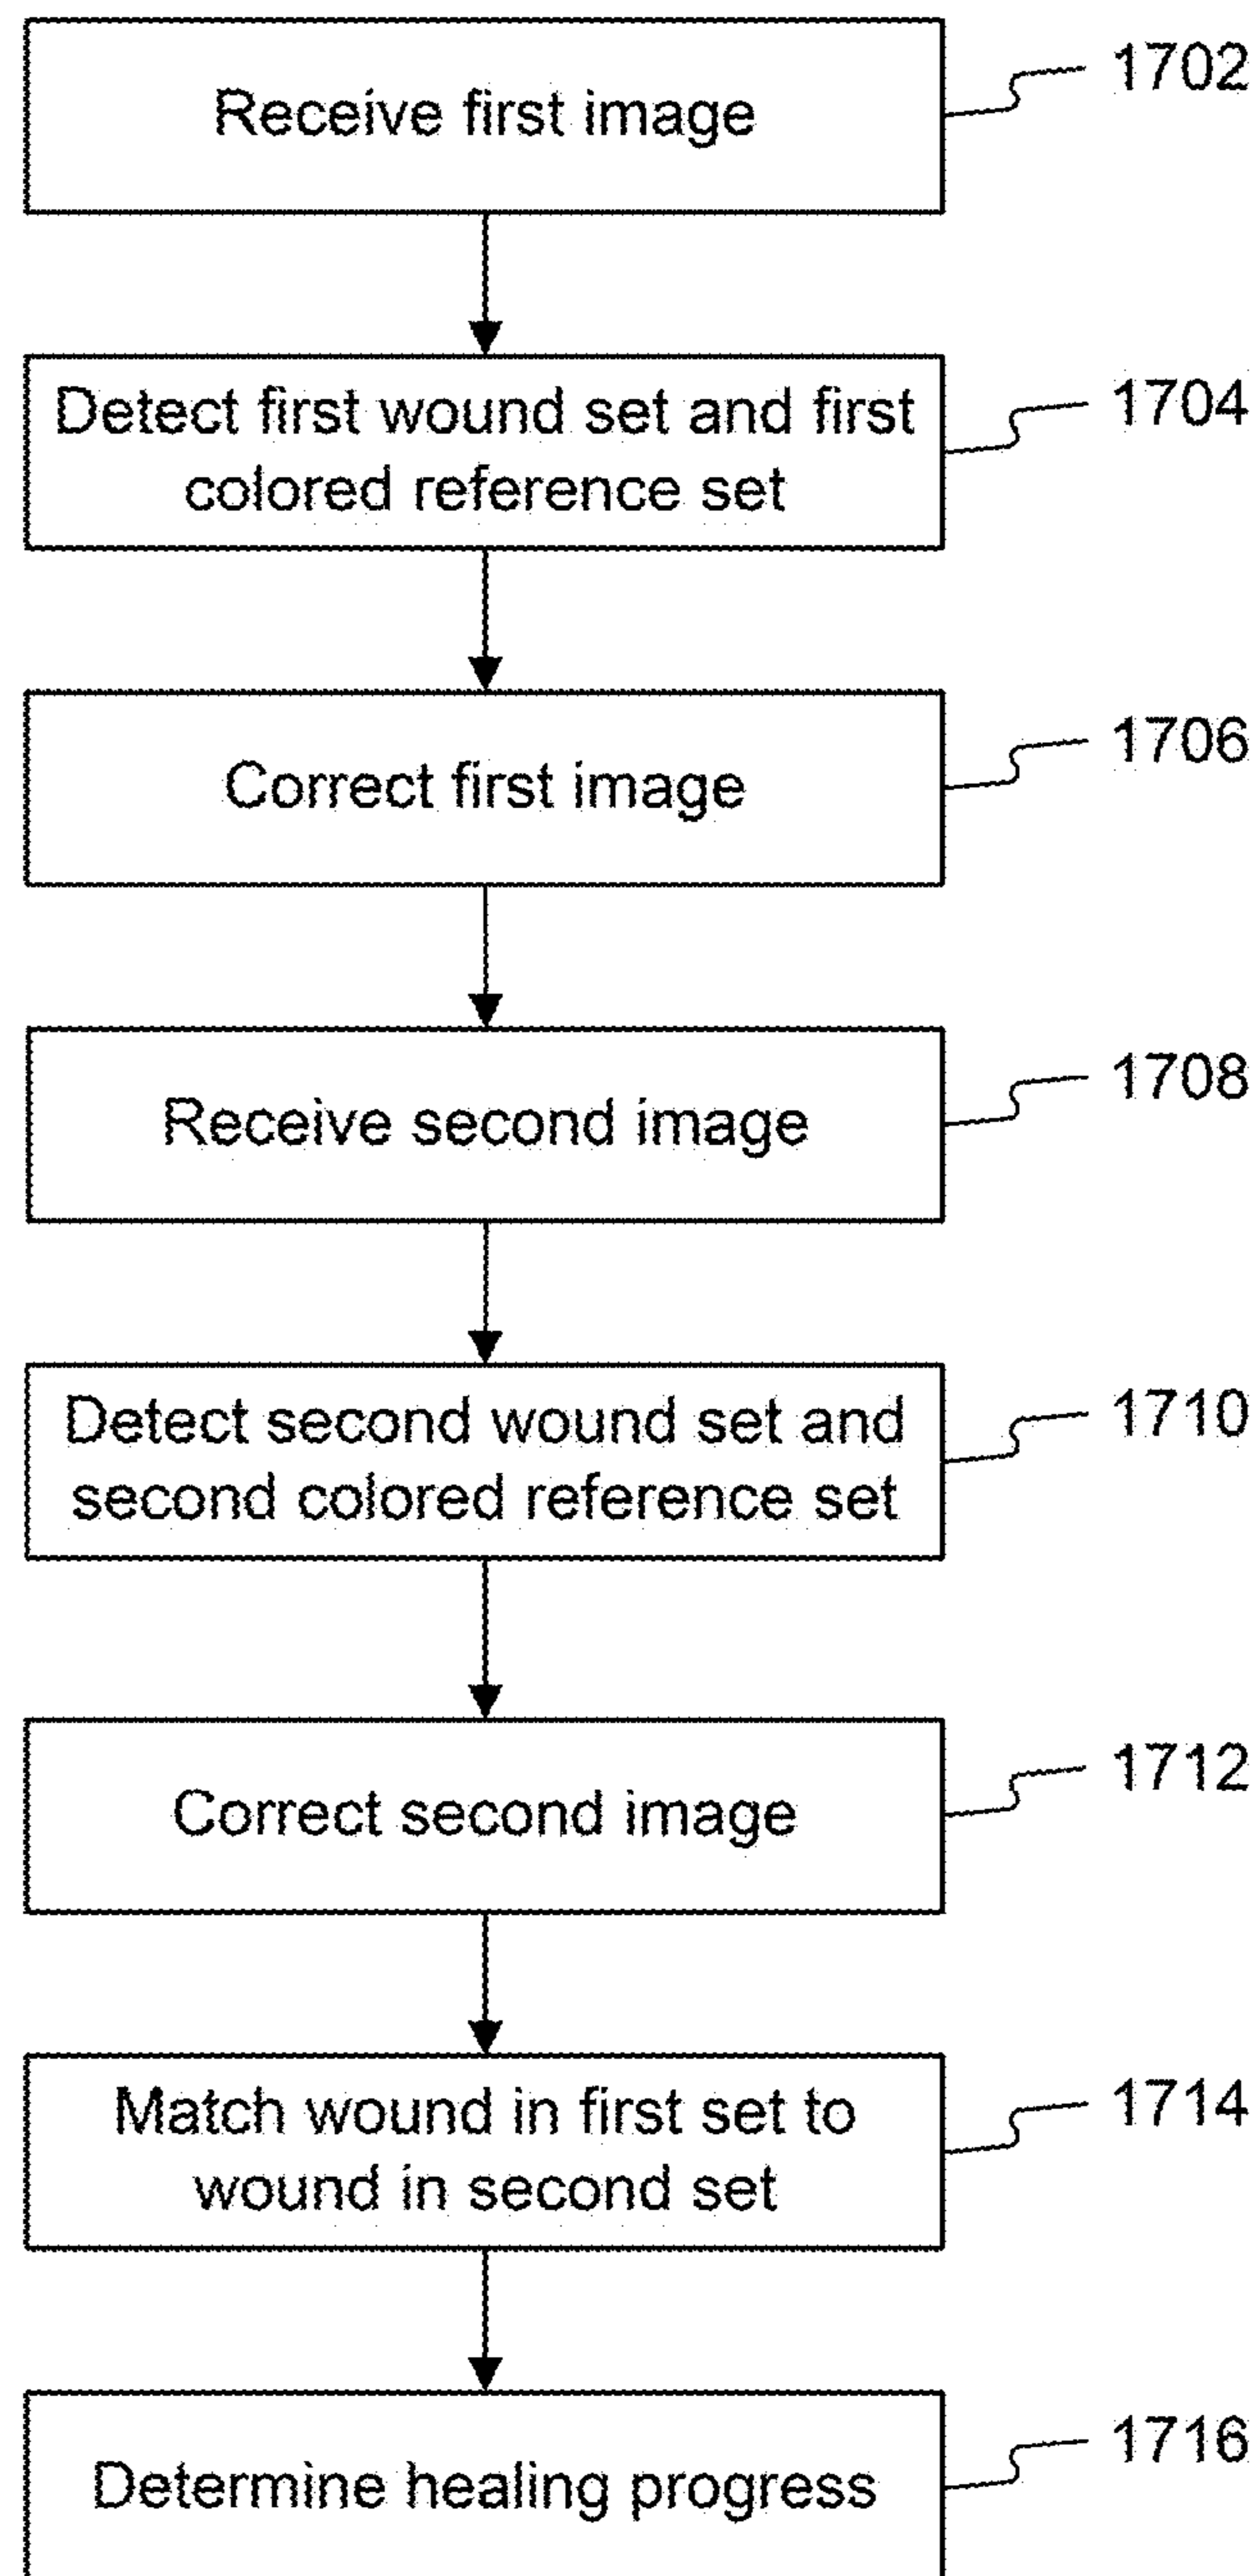 Receive first image
1702
Detect first wound set and first
colored reference set
1704
Correct first image
1706
Receive second image
1708
Detect second wound set and
second colored reference set
1710
Correct second image
1712
Match wound in first set to
wound in second set
1714
Determine healing progress
1716